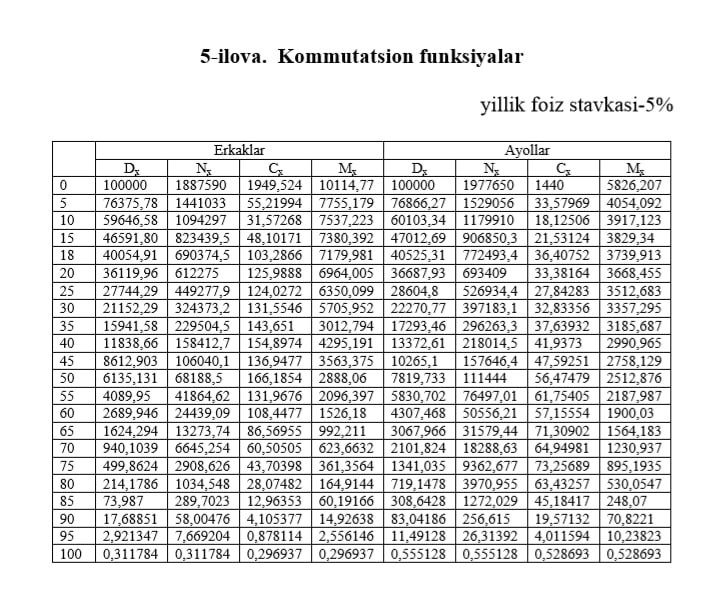 5-ilova. Kommutatsion funksiyalar
yillik foiz stavkasi-5%
Erkaklar Ayollar
Dx Nx Cx Mx Dx Nx Cx Mx
0 100000 1887590 1949,524 10114,77 100000 1977650 1440 5826,207
5 76375,78 1441033 55,21994 7755,179 76866,27 1529056 33,57969 4054,092
10 59646,58 1094297 31,57268 7537,223 60103,34 1179910 18,12506 3917,123
15 46591,80 823439,5 48,10171 7380,392 47012,69 906850,3 21,53124 3829,34
18 40054,91 690374,5 103,2866 7179,981 40525,31 772493,4 36,40752 3739,913
20 36119,96 612275 125,9888 6964,005 36687,93 693409 33,38164 3668,455
25 27744,29 449277,9 124,0272 6350,099 28604,8 526934,4 27,84283 3512,683
30 21152,29 324373,2 131,5546 5705,952 22270,77 397183,1 32,83356 3357,295
35 15941,58 229504,5 143,651 3012,794 17293,46 296263,3 37,63932 3185,687
40 11838,66 158412,7 154,8974 4295,191 13372,61 218014,5 41,9373 2990,965
45 8612,903 106040,1 136,9477 3563,375 10265,1 157646,4 47,59251 2758,129
50 6135,131 68188,5 166,1854 2888,06 7819,733 111444 56,47479 2512,876
55 4089,95 41864,62 131,9676 2096,397 5830,702 76497,01 61,75405 2187,987
60 2689,946 24439,09 108,4477 1526,18 4307,468 50556,21 57,15554 1900,03
65 1624,294 13273,74 86,56955 992,211 3067,966 31579,44 71,30902 1564,183
70 940,1039 6645,254 60,50505 623,6632 2101,824 18288,63 64,94981 1230,937
75 499,8624 2908,626 43,70398 361,3564 1341,035 9362,677 73,25689 895,1935
80 214,1786 1034,548 28,07482 164,9144 719,1478 3970,955 63,43257 530,0547
85 73,987 289,7023 12,96353 60,19166 308,6428 1272,029 45,18417 248,07
90 17,68851 58,00476 4,105377 14,92638 83,04186 256,615 19,57132 70,8221
95 2,921347 7,669204 0,878114 2,556146 11,49128 26,31392 4,011594 10,23823
100 0,311784 0,311784 0,296937 0,296937 0,555128 0,555128 0,528693 0,528693